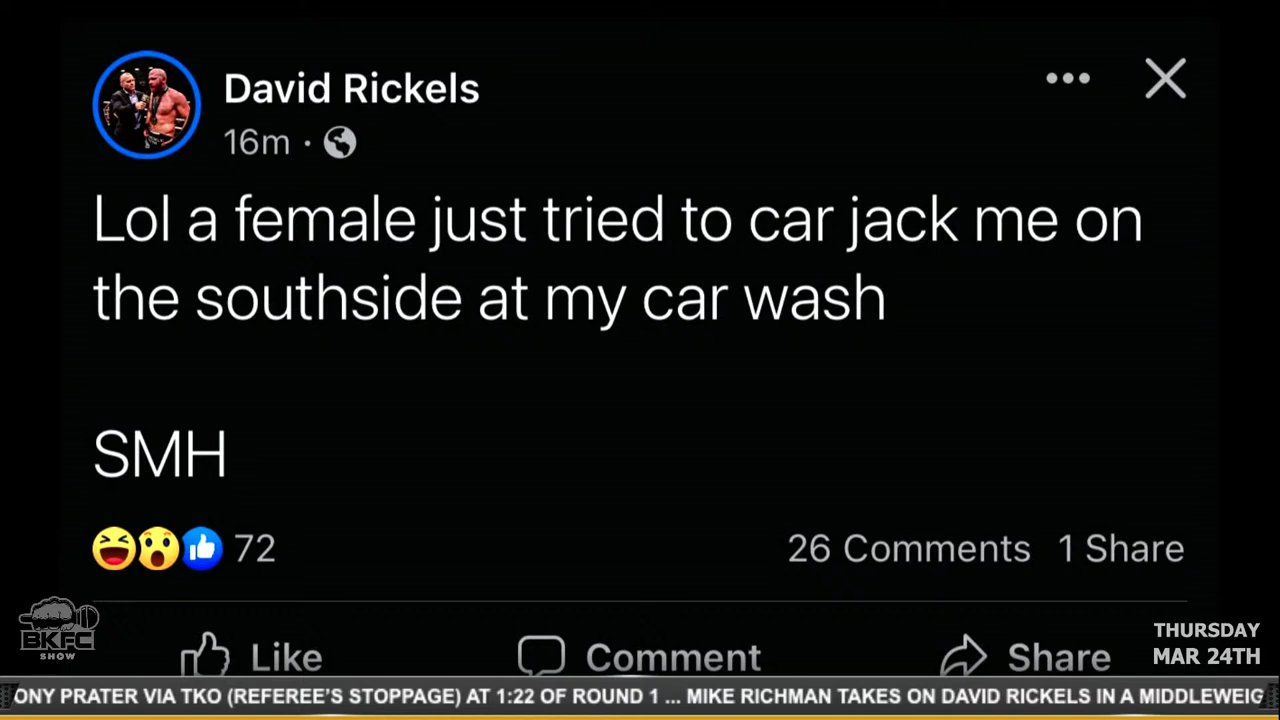 David Rickels
16m ·
Lol a female just tried to car jack me on
the southside at my car wash
SMH
72
26 Comments 1 Share
Like
Comment
Share
BKFC
SHOW
THURSDAY
MAR 24TH
ONY PRATER VIA TKO (REFEREE'S STOPPAGE) AT 1:22 OF ROUND 1 ... MIKE RICHMAN TAKES ON DAVID RICKELS IN A MIDDLEWEIG